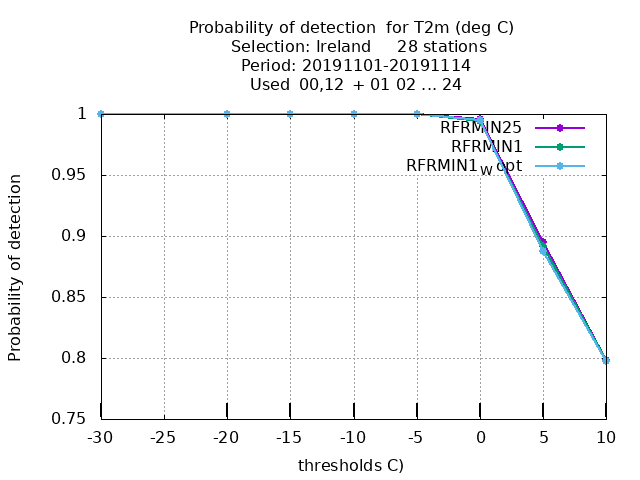 Probability of detection  for T2m (deg C)
Selection: Ireland     28 stations
Period: 20191101-20191114
Used  00,12  + 01 02 ... 24
Probability of detection
1
0.95
0.9
0.85
0.8
0.75
RFRMIN25
RFRMIN1
RFRMIN1W opt
-30 -25 -20 -15 -10 -5 0 5 10
thresholds C)